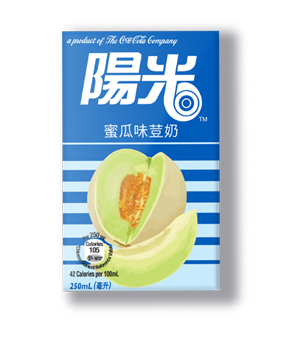 a product of The Coca-Cola Company
陽光
TM
蜜瓜味荳奶
250
Calories
105
42 Calories per 100mL
250mL (毫升)